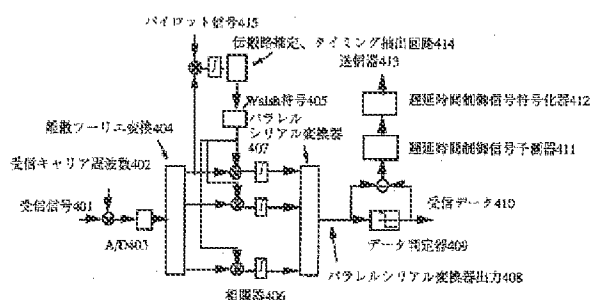 パイロット信号415
伝搬路推定、タイミング抽出回路414
送信器413
Walsh符号405
遅延時間制御信号符号化器412
離散フーリエ変換404
パラレル
シリアル変換器
407
遅延時間制御信号予測器411
受信キャリア周波数402
受信信号401
受信データ410
A/D403
データ判定器409
パラレルシリアル変換器出力408
相関器406